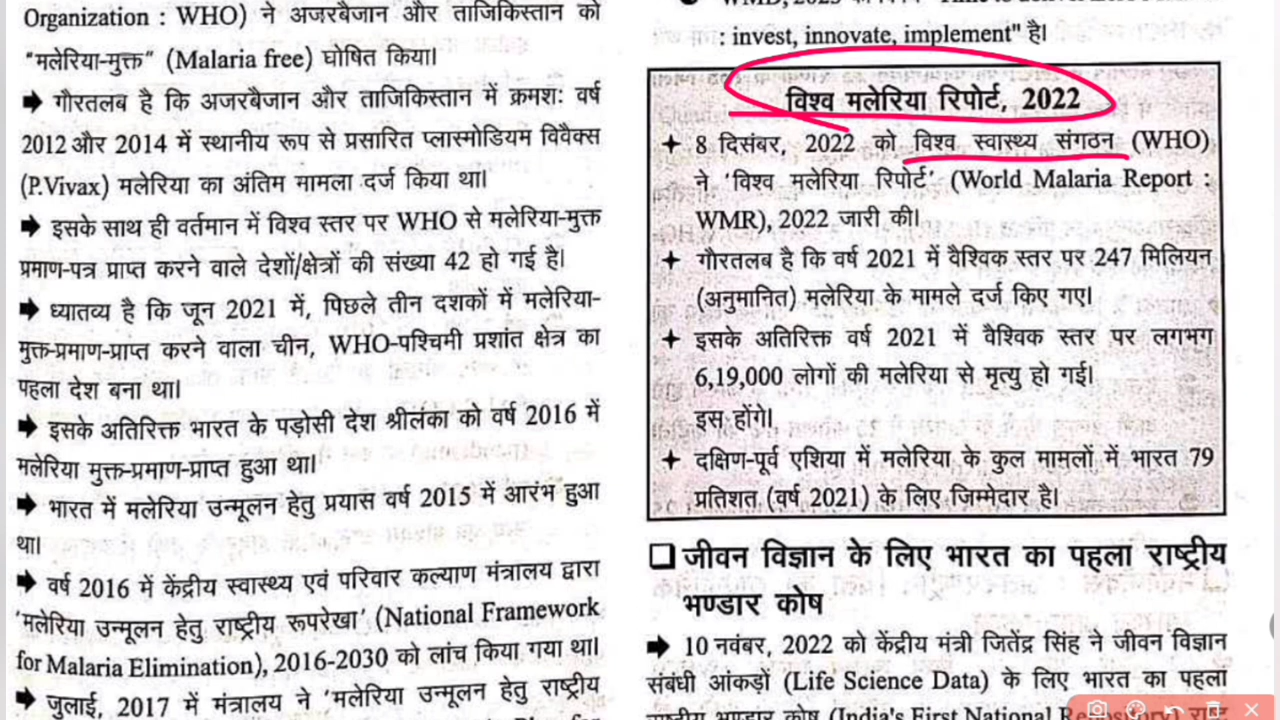 Organization : WHO) ने अजरबैजान और ताजिकिस्तान को
"मलेरिया-मुक्त" (Malaria free) घोषित किया।
➡ गौरतलब है कि अजरबैजान और ताजिकिस्तान में क्रमशः वर्ष
2012 और 2014 में स्थानीय रूप से प्रसारित प्लास्मोडियम विवैक्स
(P.Vivax) मलेरिया का अंतिम मामला दर्ज किया था।
➡ इसके साथ ही वर्तमान में विश्व स्तर पर WHO से मलेरिया-मुक्त
प्रमाण-पत्र प्राप्त करने वाले देशों/क्षेत्रों की संख्या 42 हो गई है।
➡ ध्यातव्य है कि जून 2021 में, पिछले तीन दशकों में मलेरिया-
मुक्त-प्रमाण-प्राप्त करने वाला चीन, WHO-पश्चिमी प्रशांत क्षेत्र का
पहला देश बना था।
➡ इसके अतिरिक्त भारत के पड़ोसी देश श्रीलंका को वर्ष 2016 में
मलेरिया मुक्त-प्रमाण-प्राप्त हुआ था।
➡ भारत में मलेरिया उन्मूलन हेतु प्रयास वर्ष 2015 में आरंभ हुआ
था।
➡ वर्ष 2016 में केंद्रीय स्वास्थ्य एवं परिवार कल्याण मंत्रालय द्वारा
'मलेरिया उन्मूलन हेतु राष्ट्रीय रूपरेखा' (National Framework
for Malaria Elimination), 2016-2030 को लांच किया गया था।
➡ जुलाई, 2017 में मंत्रालय ने 'मलेरिया उन्मूलन हेतु राष्ट्रीय
: invest, innovate, implement" है।
विश्व मलेरिया रिपोर्ट, 2022
✦ 8 दिसंबर, 2022 को विश्व स्वास्थ्य संगठन (WHO)
ने 'विश्व मलेरिया रिपोर्ट' (World Malaria Report :
WMR), 2022 जारी की।
✦ गौरतलब है कि वर्ष 2021 में वैश्विक स्तर पर 247 मिलियन
(अनुमानित) मलेरिया के मामले दर्ज किए गए।
✦ इसके अतिरिक्त वर्ष 2021 में वैश्विक स्तर पर लगभग
6,19,000 लोगों की मलेरिया से मृत्यु हो गई।
इस होंगे।
✦ दक्षिण-पूर्व एशिया में मलेरिया के कुल मामलों में भारत 79
प्रतिशत (वर्ष 2021) के लिए जिम्मेदार है।
❑ जीवन विज्ञान के लिए भारत का पहला राष्ट्रीय
भण्डार कोष
➡ 10 नवंबर, 2022 को केंद्रीय मंत्री जितेंद्र सिंह ने जीवन विज्ञान
संबंधी आंकड़ों (Life Science Data) के लिए भारत का पहला
राष्ट्रीय भण्डार कोष (India's First National Repository)